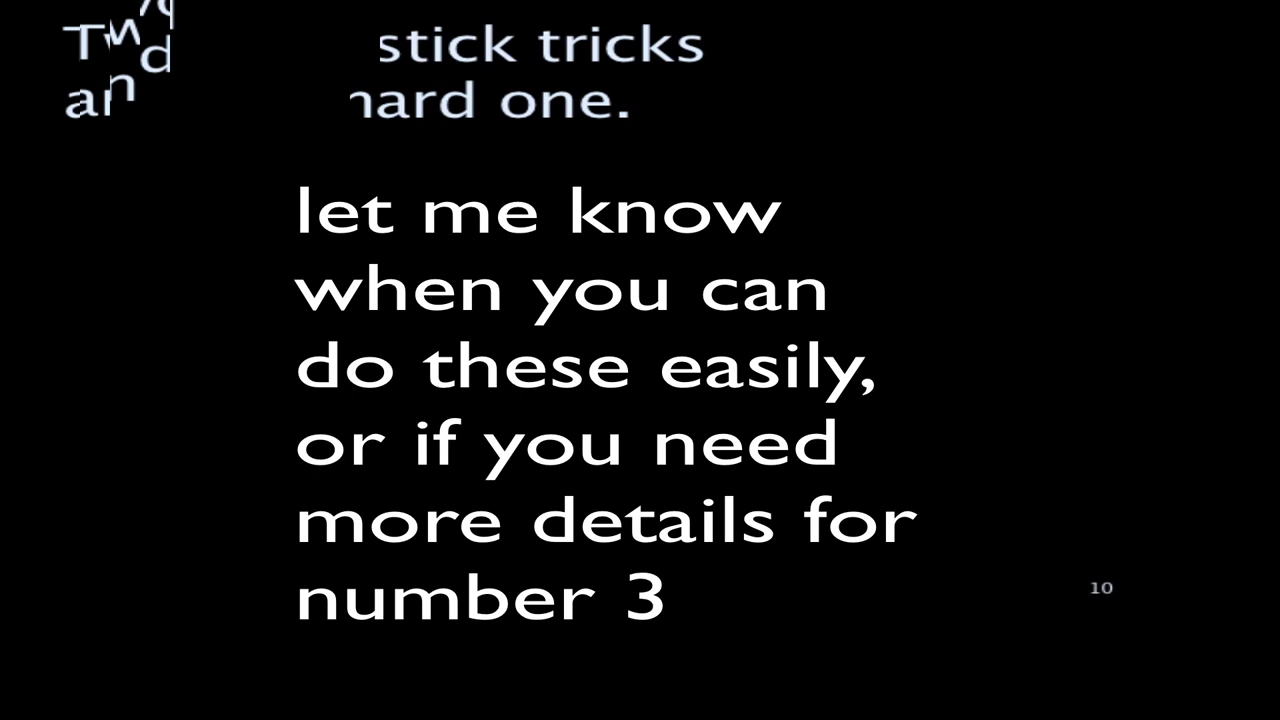 stick tricks
hard one.
let me know
when you can
do these easily,
or if you need
more details for
number 3
10